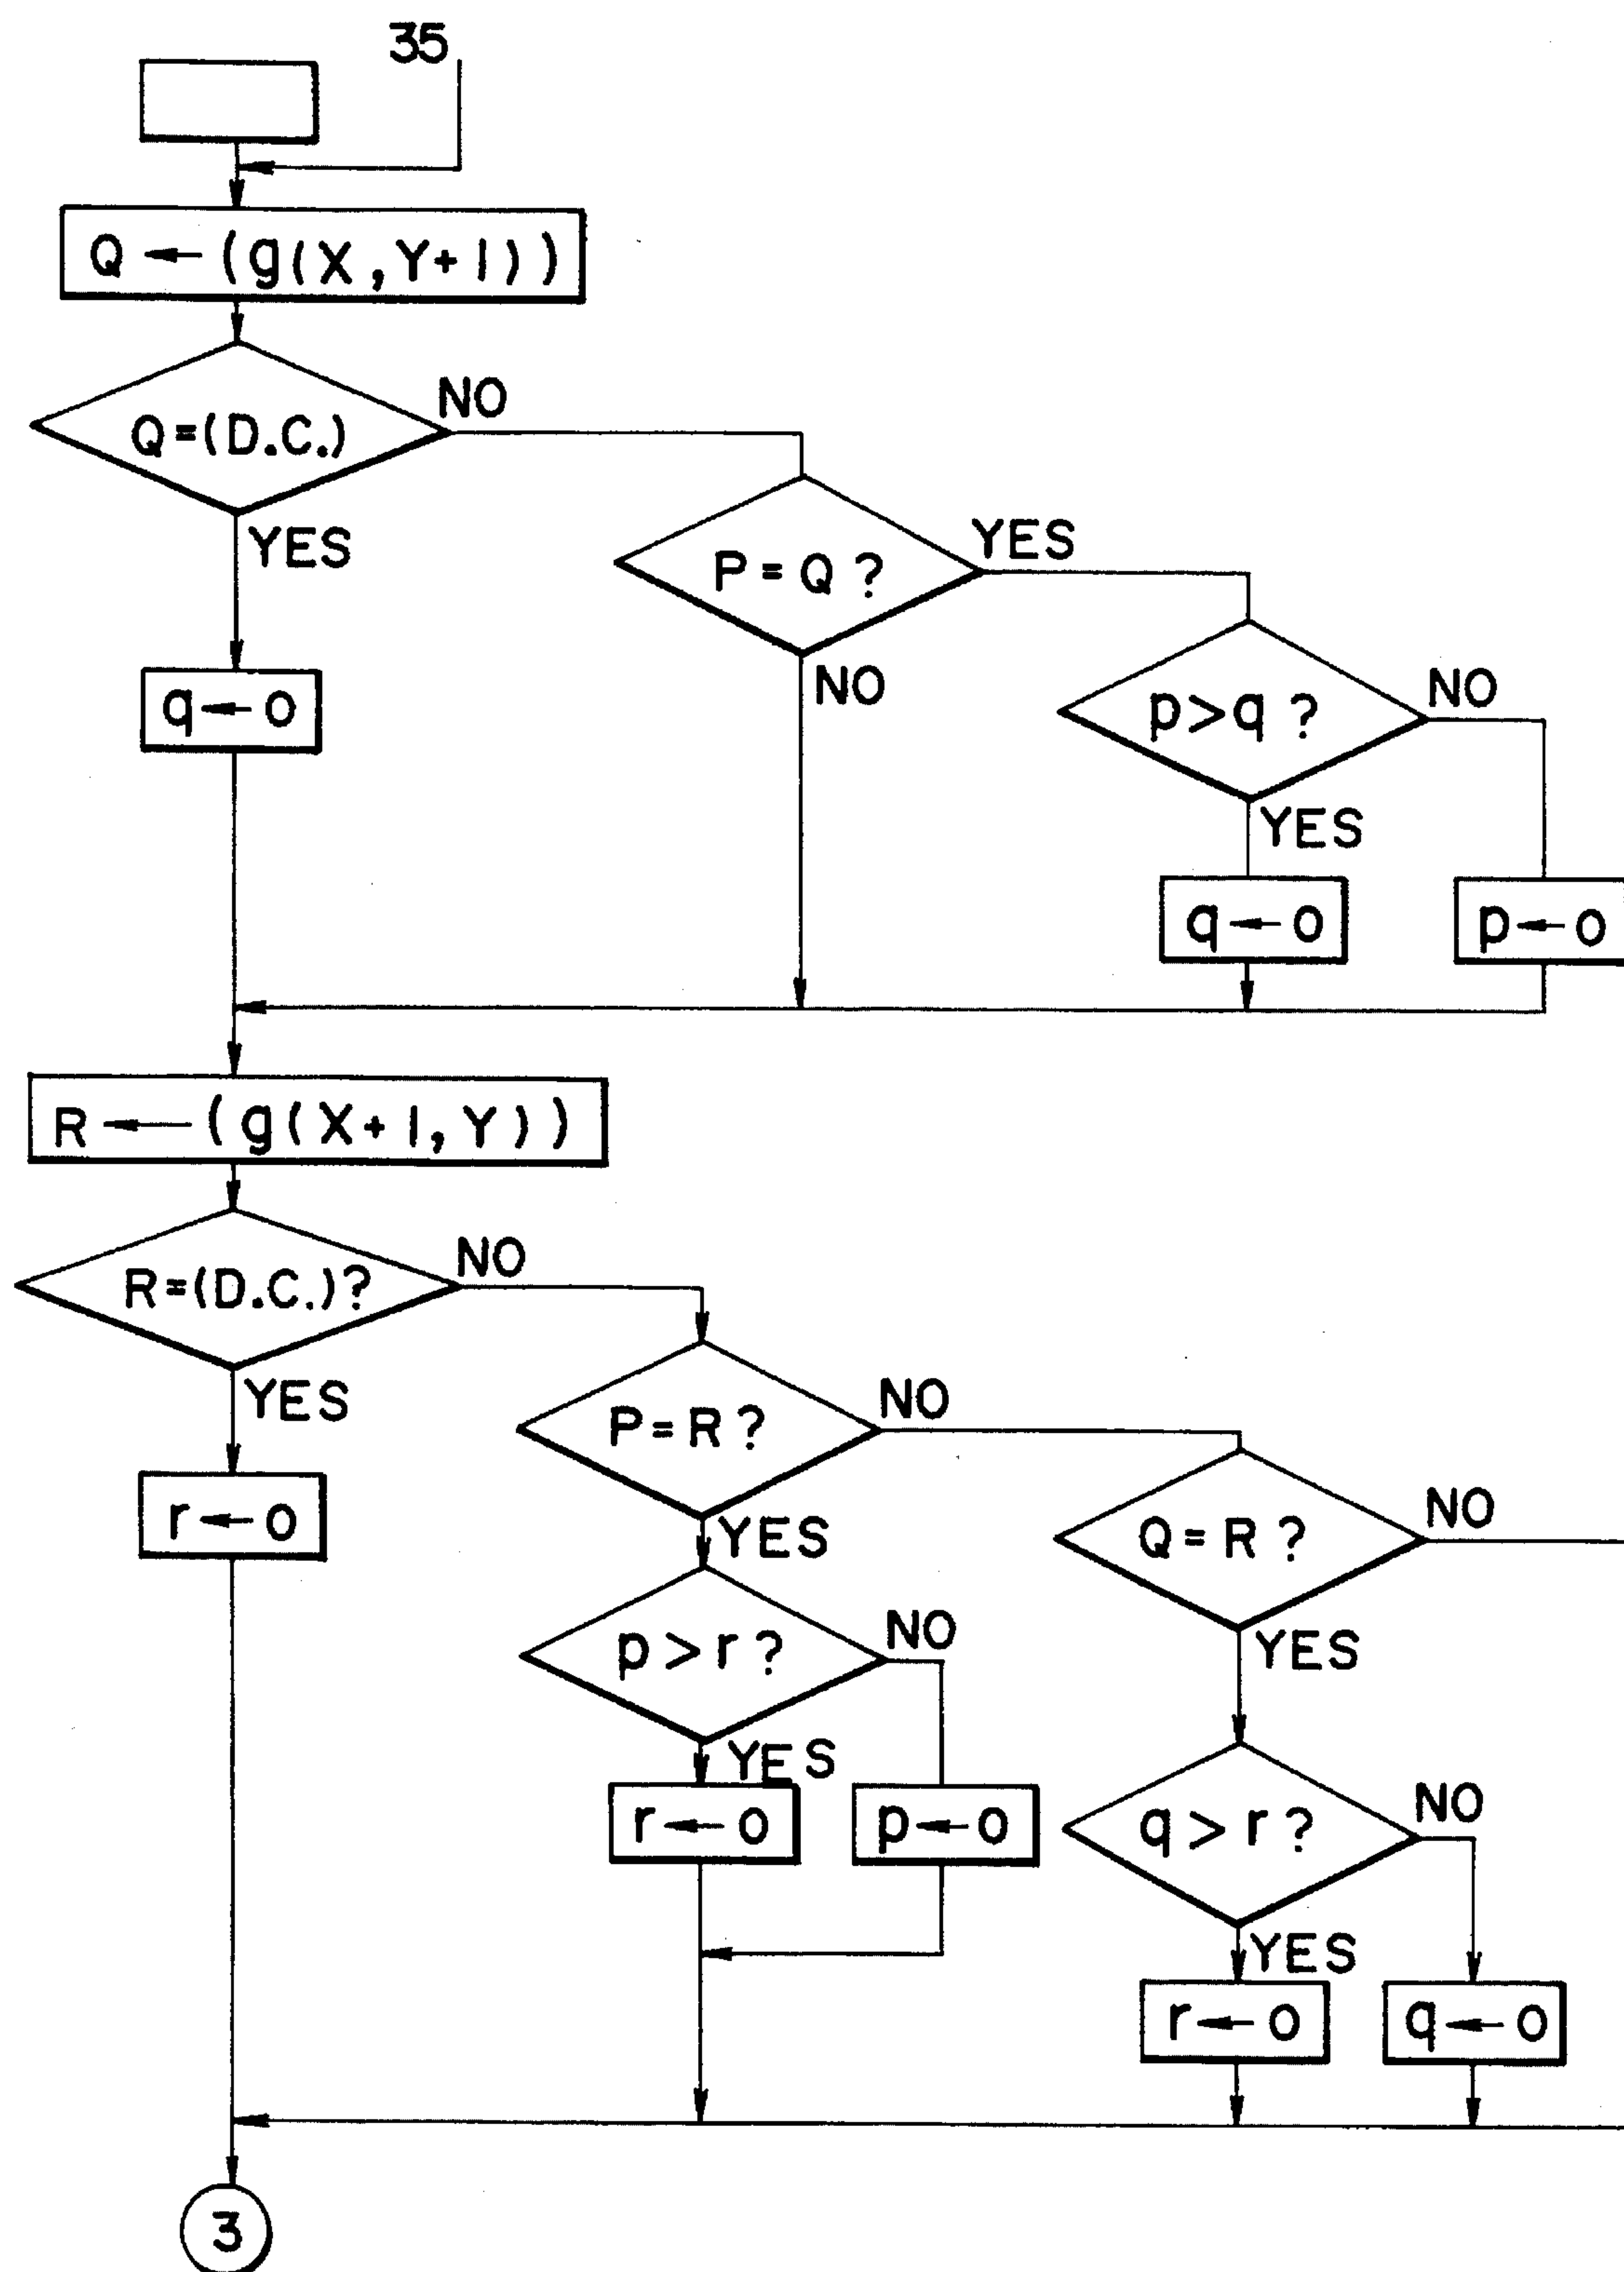 35
Q ← (g(X,Y+1))
Q=(D.C.)
NO
YES
P=Q ?
YES
NO
p>q ?
NO
YES
q←o
q←o
p←o
R ← (g(X+1,Y))
R=(D.C.)?
NO
YES
P=R ?
NO
YES
Q=R ?
NO
YES
r←o
p>r ?
NO
YES
r←o
p←o
q>r ?
NO
YES
r←o
q←o
3